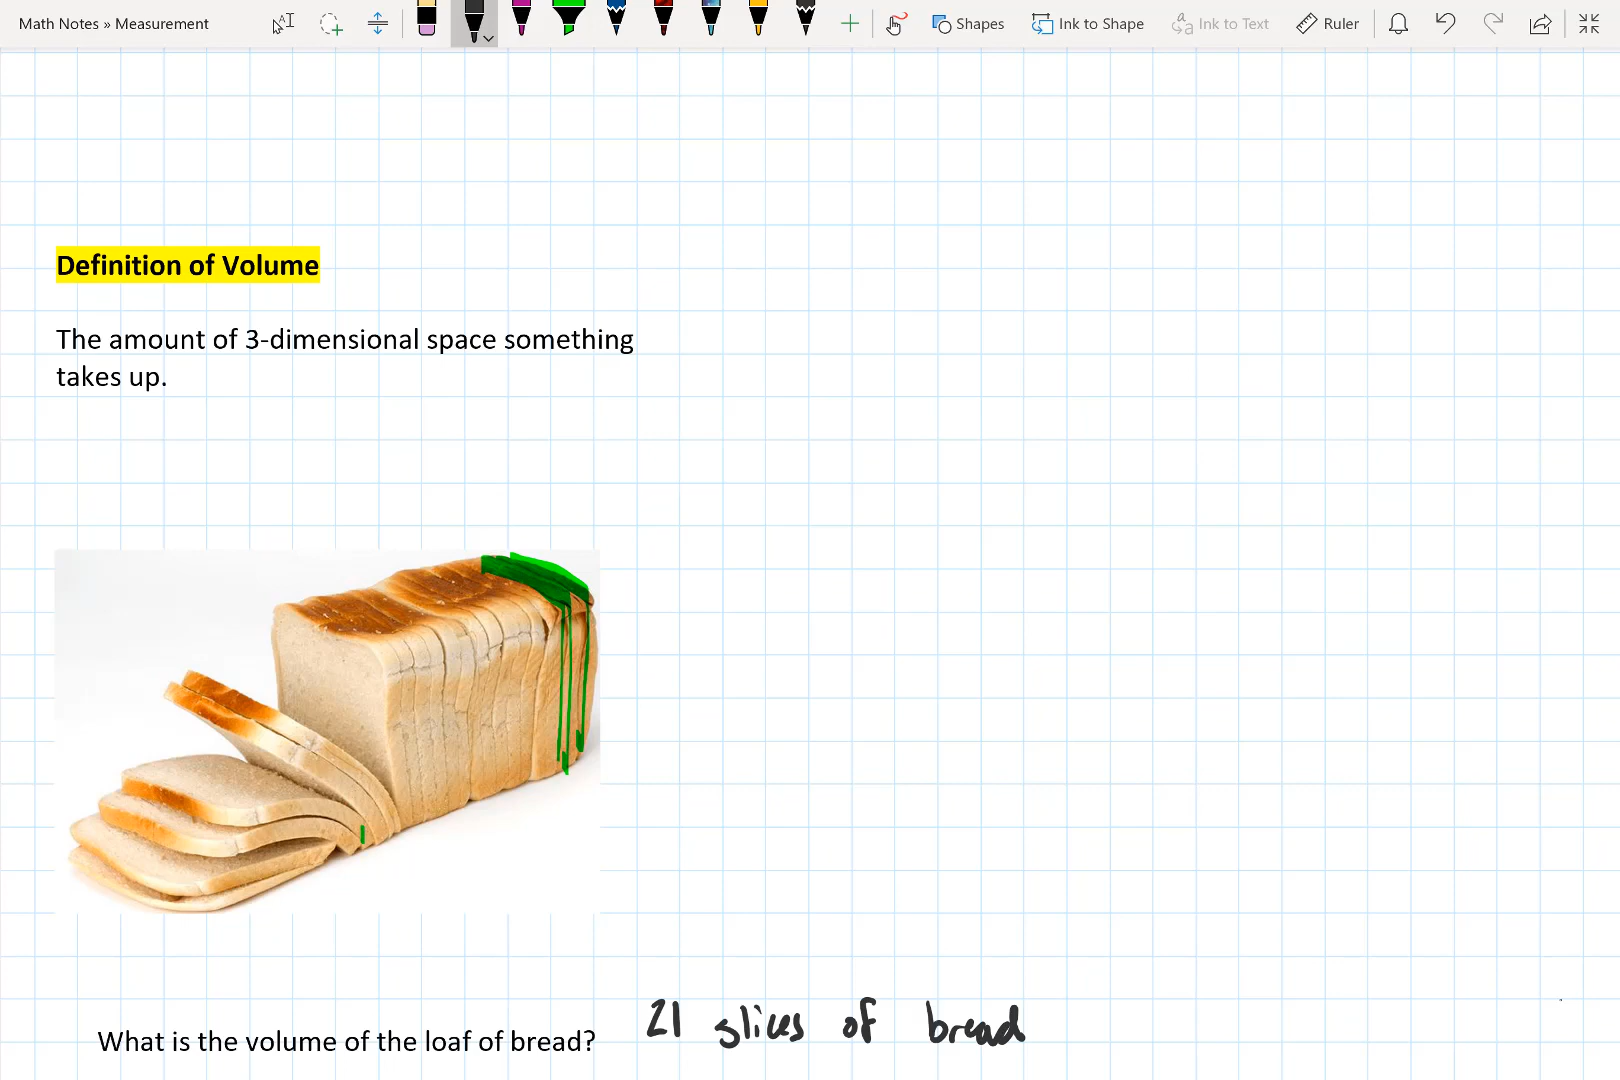 Math Notes » Measurement
Shapes
Ink to Shape
Ink to Text
Ruler
Definition of Volume
The amount of 3-dimensional space something
takes up.
What is the volume of the loaf of bread? 21 slices of bread